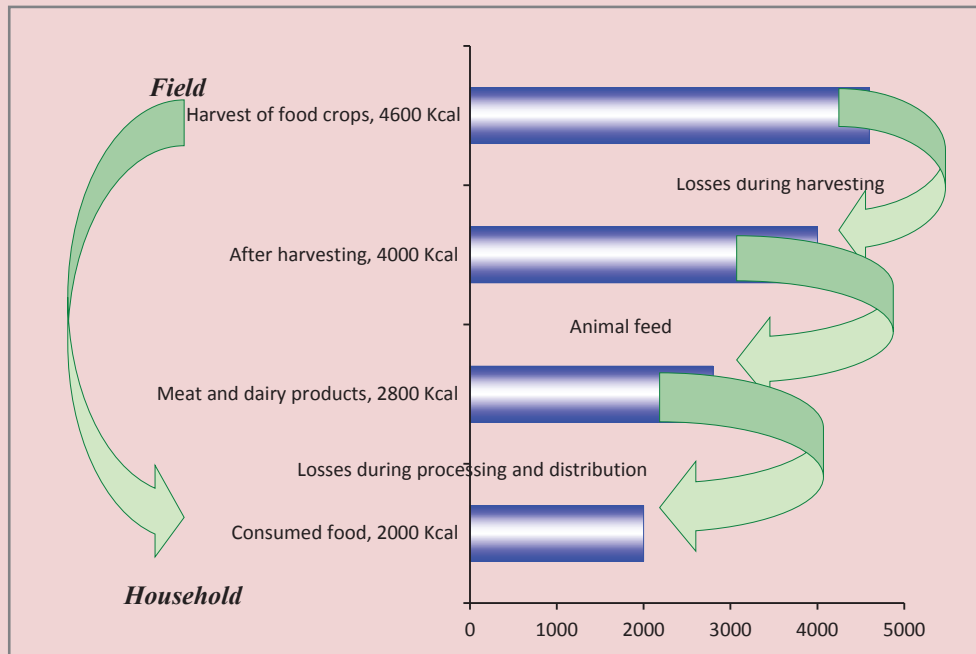 Field
Harvest of food crops, 4600 Kcal
Losses during harvesting
After harvesting, 4000 Kcal
Animal feed
Meat and dairy products, 2800 Kcal
Losses during processing and distribution
Consumed food, 2000 Kcal
Household
0 1000 2000 3000 4000 5000